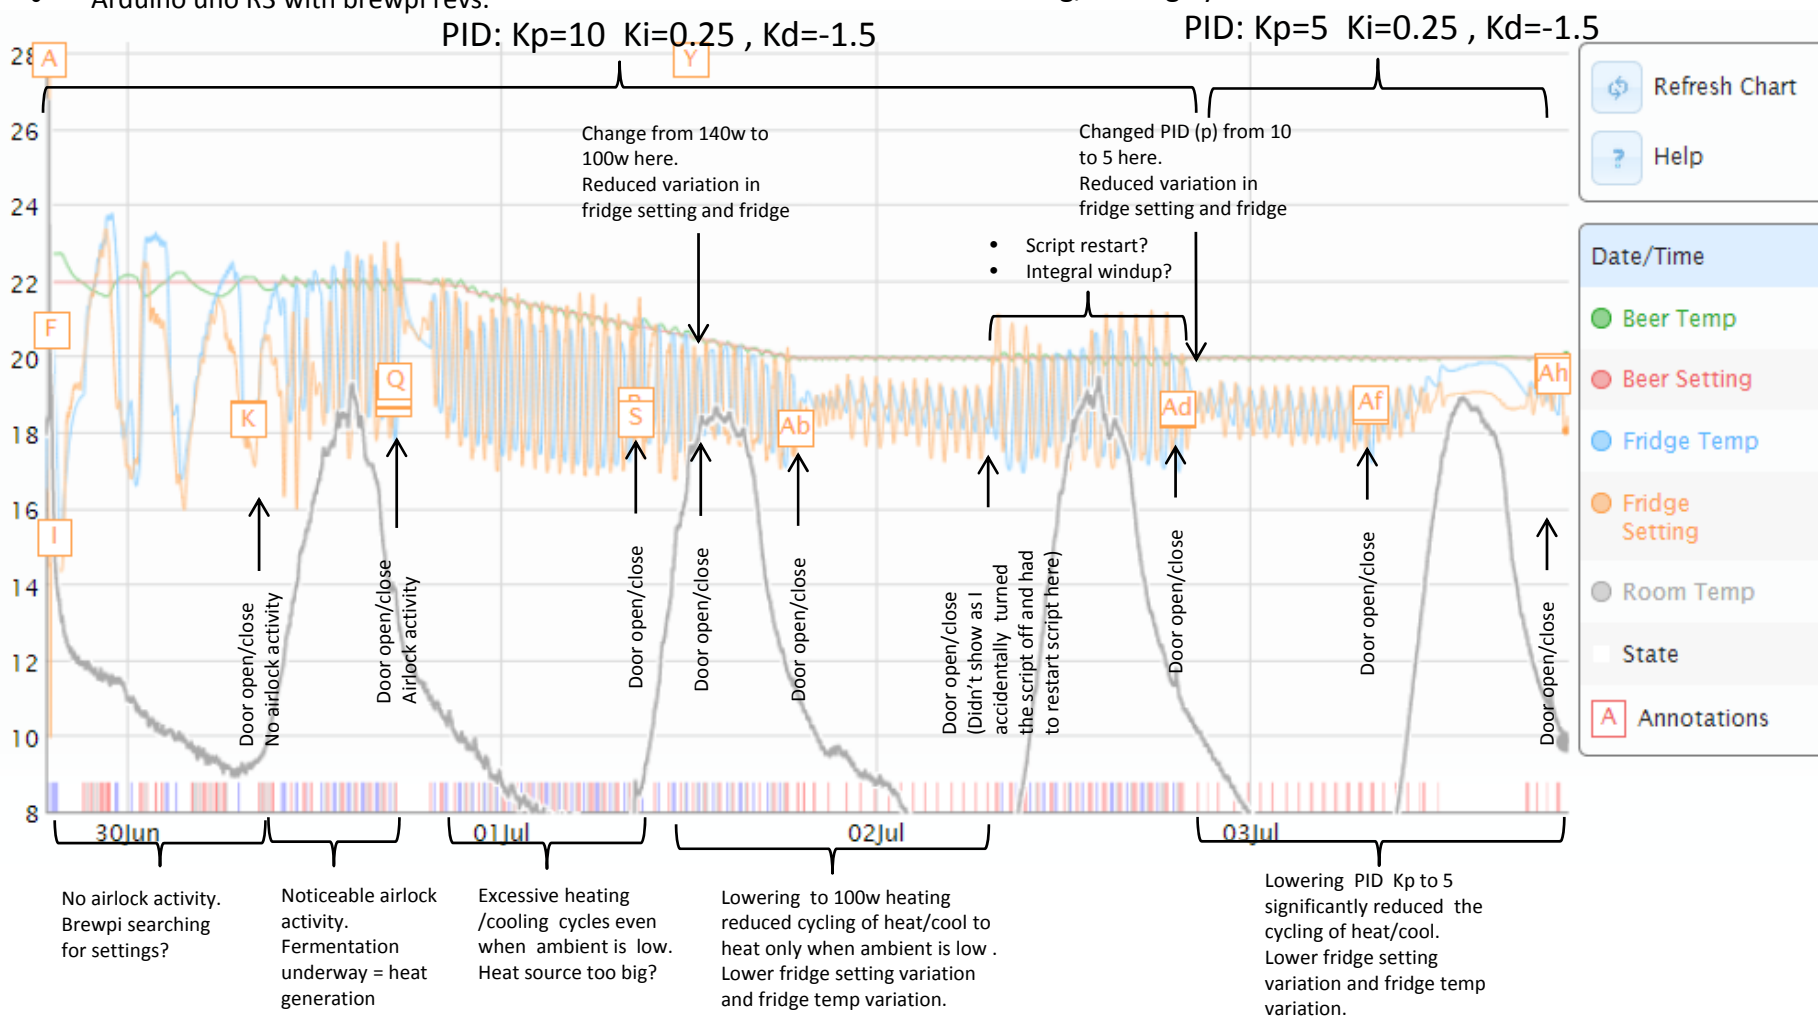 Arduino uno R3 with brewpi revs.
PID: Kp=10 Ki=0.25 , Kd=-1.5
PID: Kp=5 Ki=0.25 , Kd=-1.5
28
26
24
22
20
18
16
14
12
10
8
A
Y
F
I
K
Q
S
Ab
Ad
Af
Ah
Change from 140w to
100w here.
Reduced variation in
fridge setting and fridge
Changed PID (p) from 10
to 5 here.
Reduced variation in
fridge setting and fridge
• Script restart?
• Integral windup?
Door open/close
No airlock activity
Door open/close
Airlock activity
Door open/close
Door open/close
Door open/close
Door open/close
(Didn't show as I
accidentally turned
the script off and had
to restart script here)
Door open/close
Door open/close
Door open/close
30Jun
01Jul
02Jul
03Jul
No airlock activity.
Brewpi searching
for settings?
Noticeable airlock
activity.
Fermentation
underway = heat
generation
Excessive heating
/cooling cycles even
when ambient is low.
Heat source too big?
Lowering to 100w heating
reduced cycling of heat/cool to
heat only when ambient is low .
Lower fridge setting variation
and fridge temp variation.
Lowering PID Kp to 5
significantly reduced the
cycling of heat/cool.
Lower fridge setting
variation and fridge temp
variation.
Refresh Chart
? Help
Date/Time
Beer Temp
Beer Setting
Fridge Temp
Fridge
Setting
Room Temp
State
A Annotations